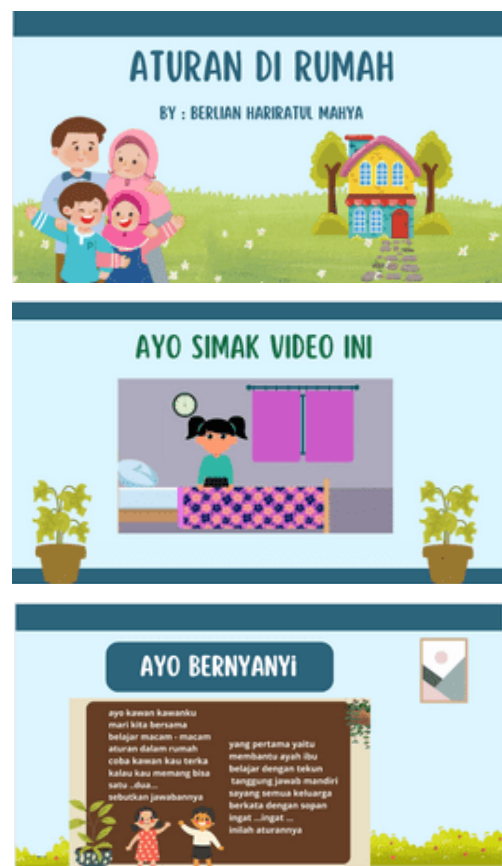 ATURAN DI RUMAH
BY : BERLIAN HARIRATUL MAHYA
AYO SIMAK VIDEO INI
AYO BERNYANYI
ayo kawan kawanku
mari kita bersama
belajar macam - macam
aturan dalam rumah
coba kawan kau terka
kalau kau memang bisa
satu ..dua...
sebutkan jawabannya
yang pertama yaitu
membantu ayah ibu
belajar dengan tekun
tanggung jawab mandiri
sayang semua keluarga
berkata dengan sopan
ingat ...ingat ...
inilah aturannya